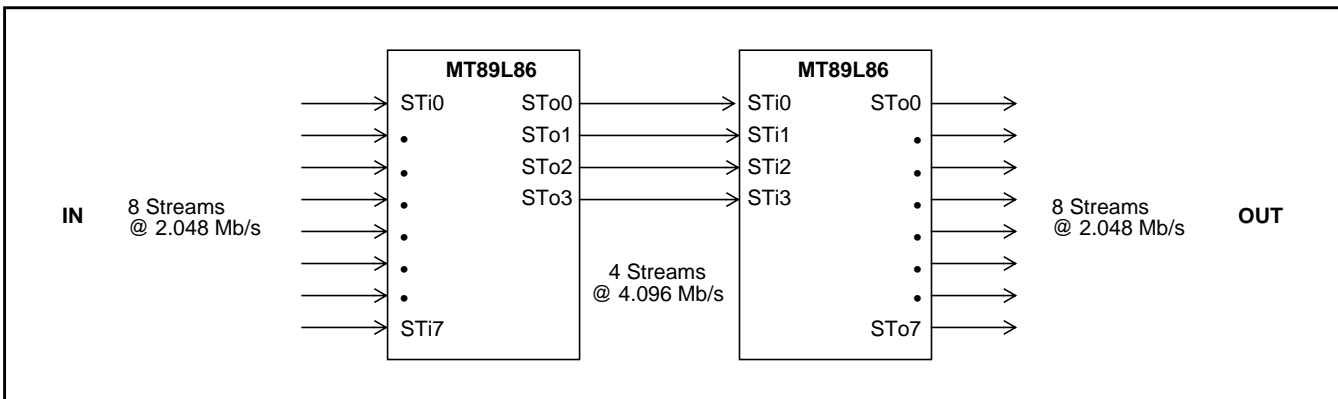 MT89L86
MT89L86
STi0 STo0 STi0 STo0
• STo1 STi1 •
• STo2 STi2 •
• STo3 STi3 •
IN 8 Streams
@ 2.048 Mb/s
8 Streams
@ 2.048 Mb/s OUT
• •
• •
4 Streams
@ 4.096 Mb/s
• •
STi7 STo7